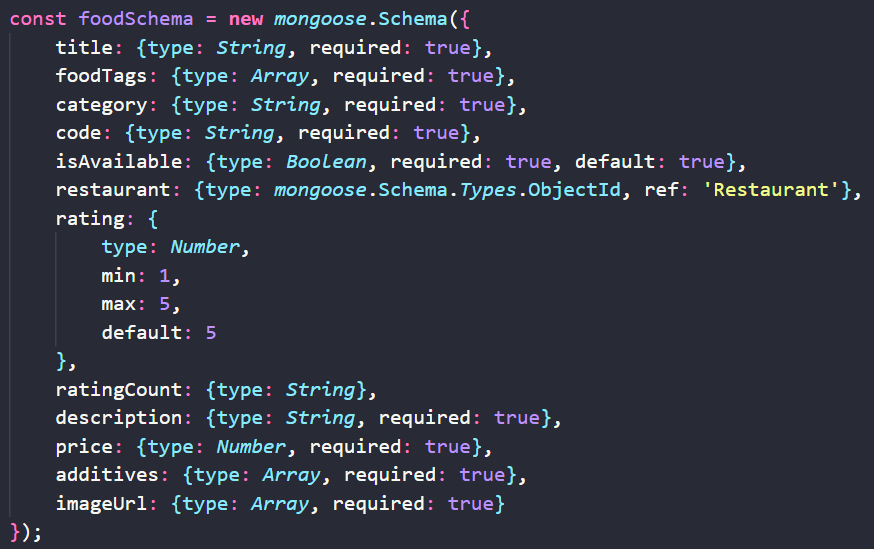 const foodSchema = new mongoose.Schema({
    title: {type: String, required: true},
    foodTags: {type: Array, required: true},
    category: {type: String, required: true},
    code: {type: String, required: true},
    isAvailable: {type: Boolean, required: true, default: true},
    restaurant: {type: mongoose.Schema.Types.ObjectId, ref: 'Restaurant'},
    rating: {
        type: Number,
        min: 1,
        max: 5,
        default: 5
    },
    ratingCount: {type: String},
    description: {type: String, required: true},
    price: {type: Number, required: true},
    additives: {type: Array, required: true},
    imageUrl: {type: Array, required: true}
});